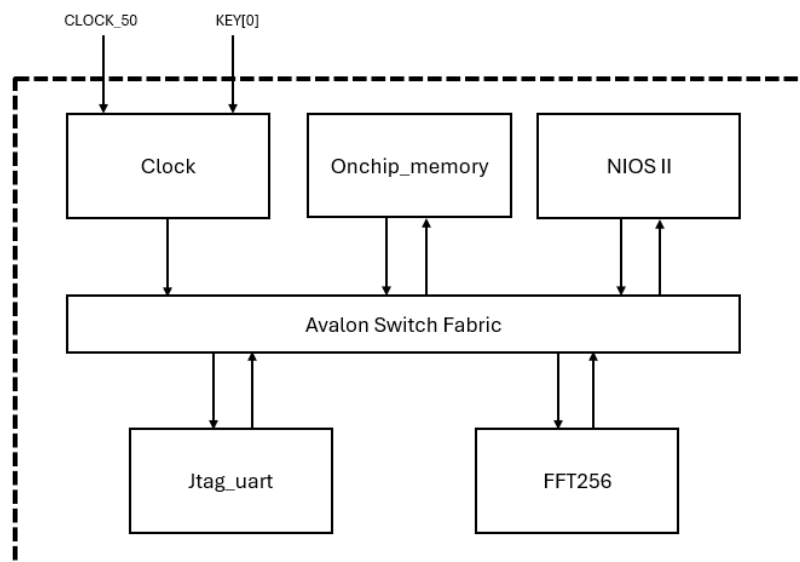 CLOCK_50
KEY[0]
Clock
Onchip_memory
NIOS II
Avalon Switch Fabric
Jtag_uart
FFT256